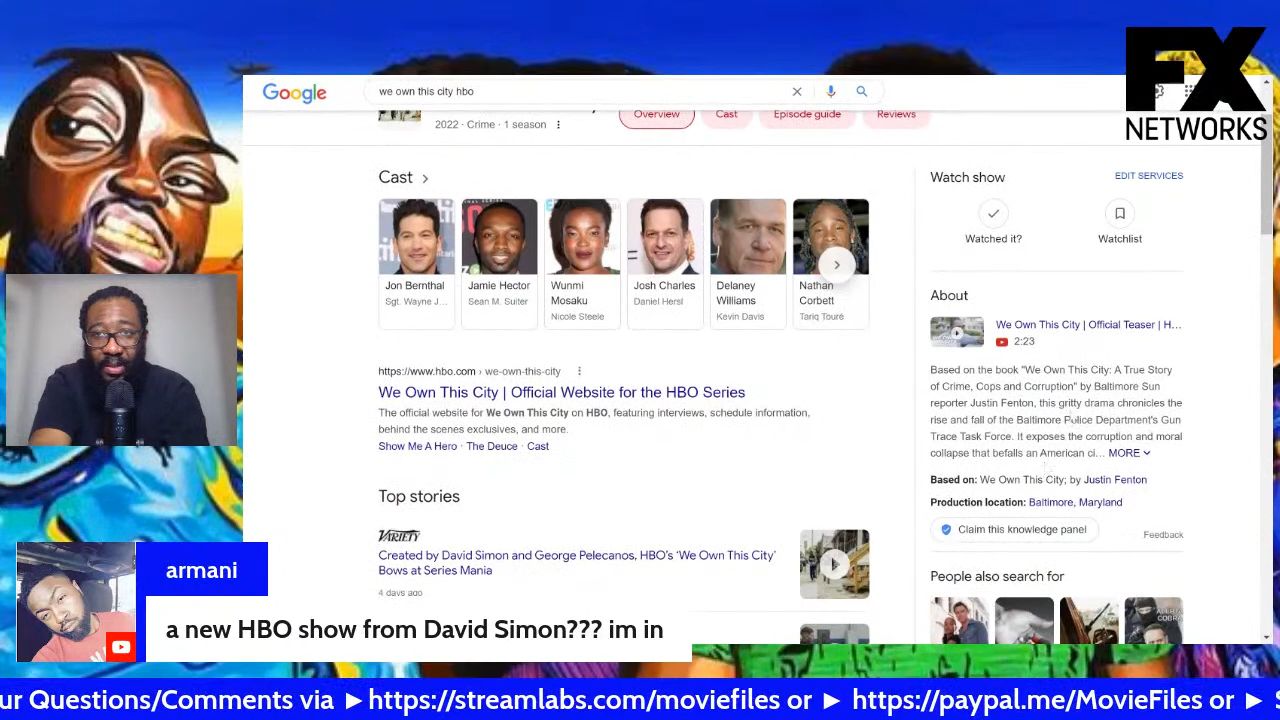 FX
NETWORKS
Google
we own this city hbo
2022 · Crime · 1 season
Overview
Cast
Episode guide
Reviews
Cast
Jon Bernthal
Sgt. Wayne J...
Jamie Hector
Sean M. Suiter
Wunmi
Mosaku
Nicole Steele
Josh Charles
Daniel Hersl
Delaney
Williams
Kevin Davis
Nathan
Corbett
Tariq Touré
https://www.hbo.com › we-own-this-city
We Own This City | Official Website for the HBO Series
The official website for We Own This City on HBO, featuring interviews, schedule information,
behind the scenes exclusives, and more.
Show Me A Hero · The Deuce · Cast
Top stories
VARIETY
Created by David Simon and George Pelecanos, HBO's 'We Own This City'
Bows at Series Mania
4 days ago
Watch show
EDIT SERVICES
Watched it?
Watchlist
About
We Own This City | Official Teaser | H...
2:23
Based on the book "We Own This City: A True Story
of Crime, Cops and Corruption" by Baltimore Sun
reporter Justin Fenton, this gritty drama chronicles the
rise and fall of the Baltimore Police Department's Gun
Trace Task Force. It exposes the corruption and moral
collapse that befalls an American ci... MORE
Based on: We Own This City; by Justin Fenton
Production location: Baltimore, Maryland
Claim this knowledge panel
Feedback
People also search for
armani
a new HBO show from David Simon??? im in
ur Questions/Comments via ►https://streamlabs.com/moviefiles or ► https://paypal.me/MovieFiles or ► S